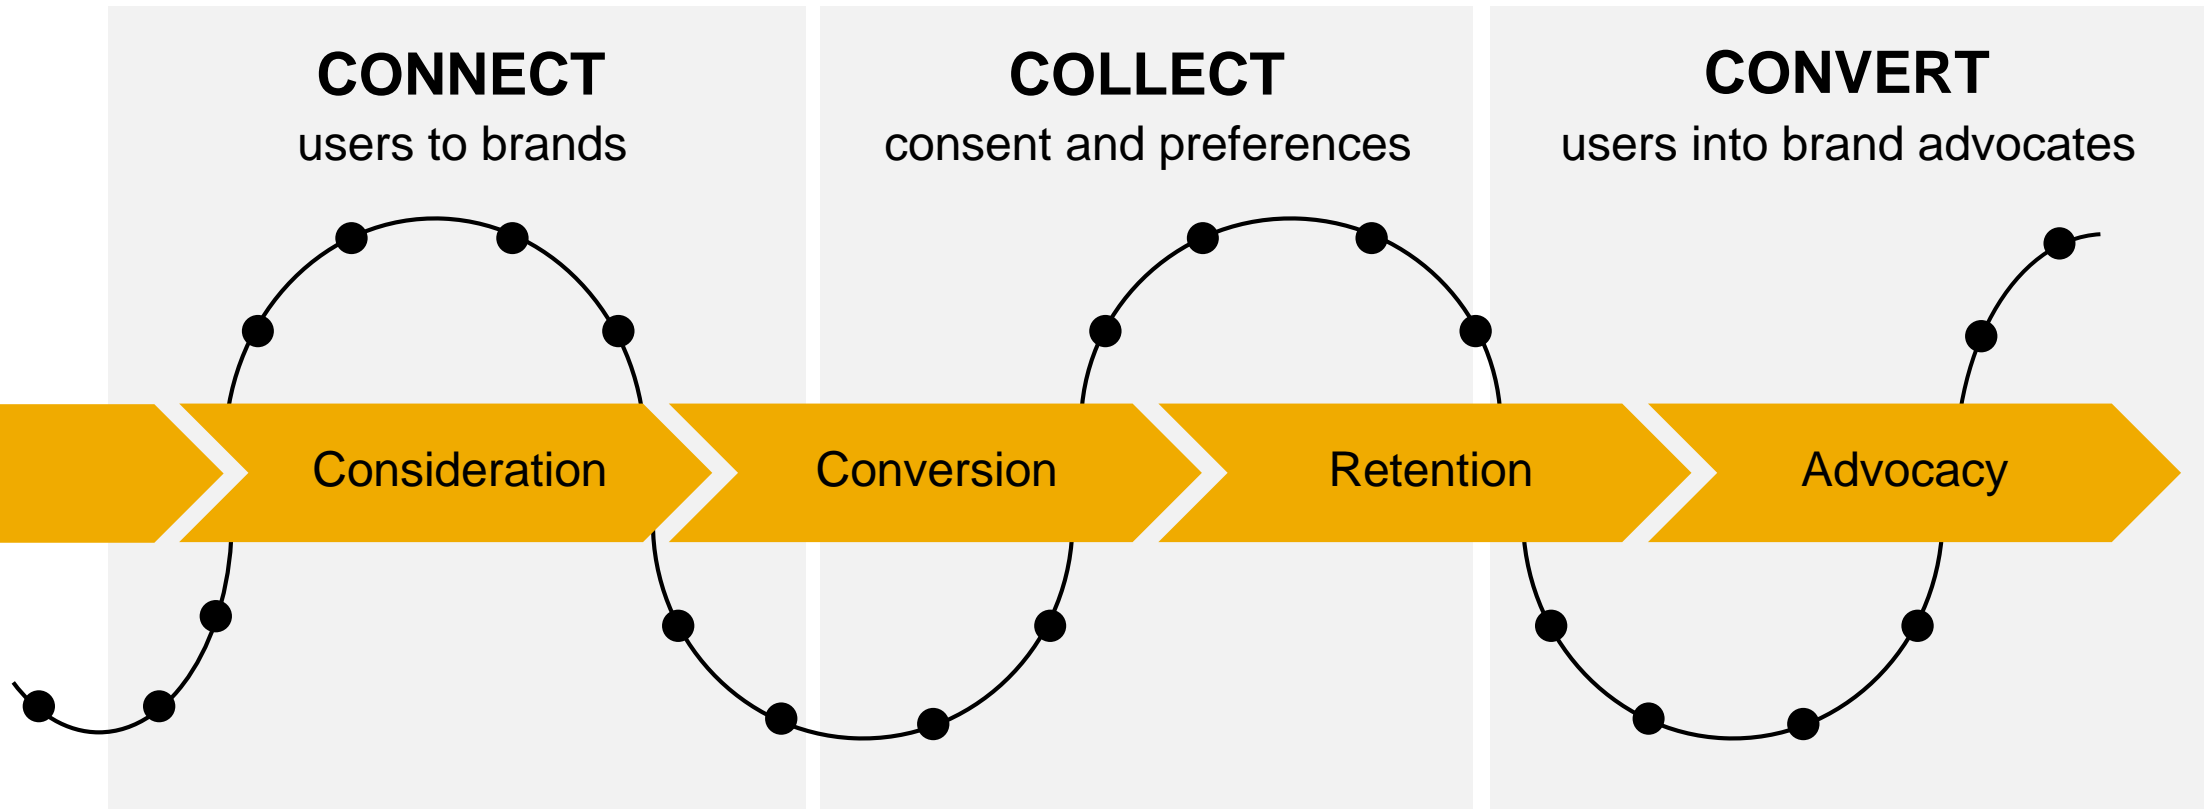 CONNECT
users to brands
COLLECT
consent and preferences
CONVERT
users into brand advocates
Consideration
Conversion
Retention
Advocacy